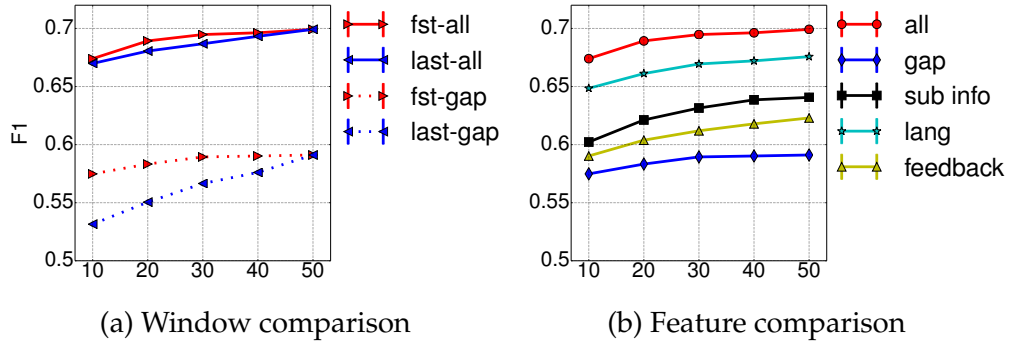 F1
0.7
0.65
0.6
0.55
0.5
10 20 30 40 50
fst-all
last-all
fst-gap
last-gap
(a) Window comparison
0.7
0.65
0.6
0.55
0.5
10 20 30 40 50
all
gap
sub info
lang
feedback
(b) Feature comparison